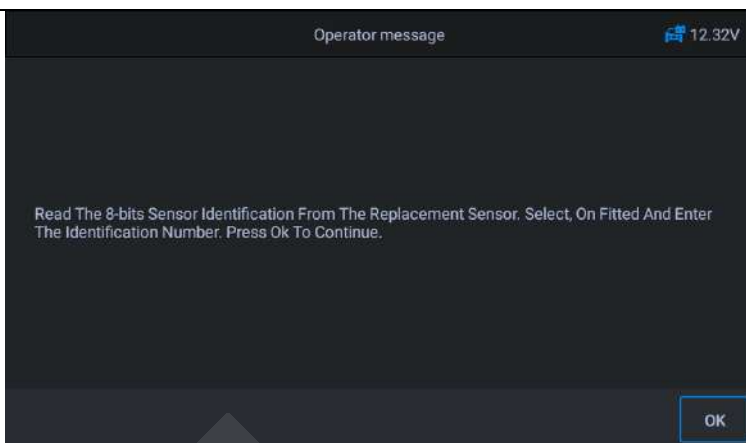 Operator message
12.32V
Read The 8-bits Sensor Identification From The Replacement Sensor. Select, On Fitted And Enter
The Identification Number. Press Ok To Continue.
OK